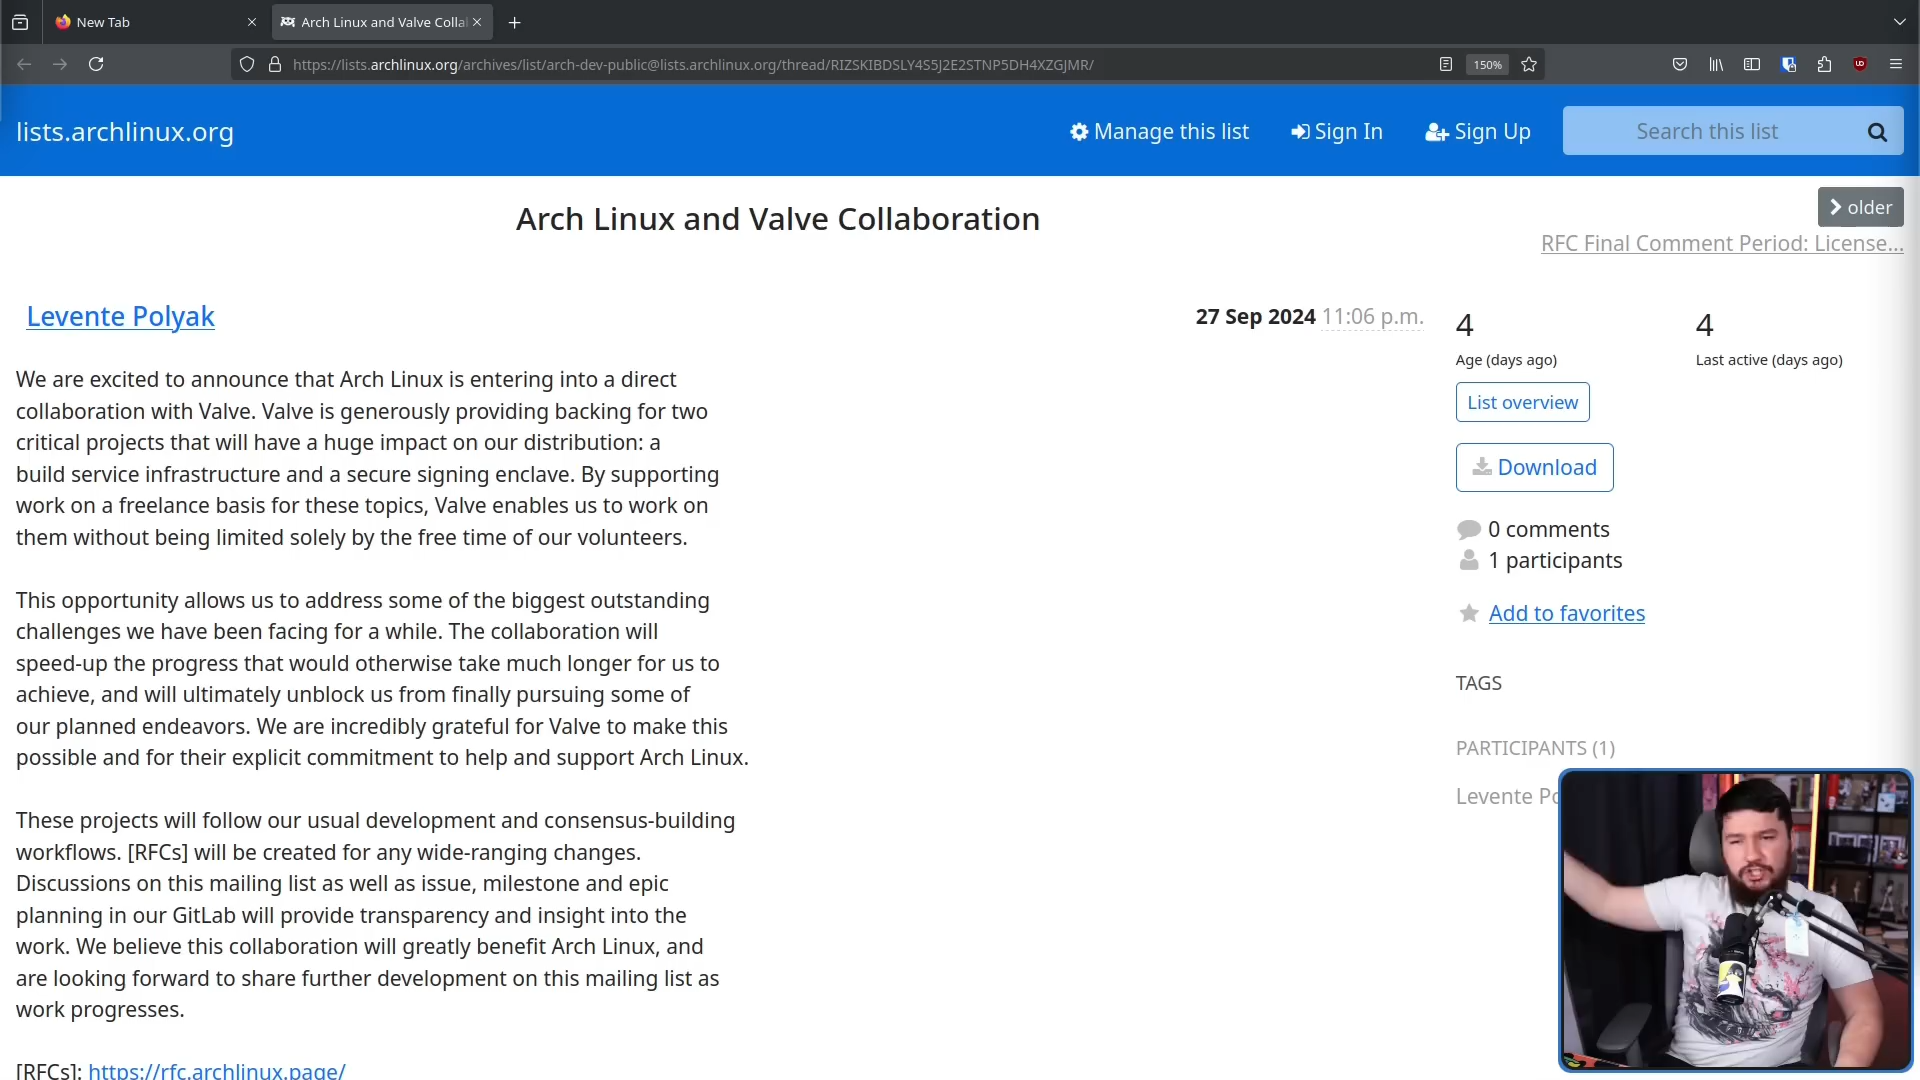 New Tab
Arch Linux and Valve Colla
https://lists.archlinux.org/archives/list/arch-dev-public@lists.archlinux.org/thread/RIZSKIBDSLY4S5J2E2STNP5DH4XZGJMR/
150%
lists.archlinux.org
Manage this list
Sign In
Sign Up
Search this list
Arch Linux and Valve Collaboration
older
RFC Final Comment Period: License...
Levente Polyak
27 Sep 2024 11:06 p.m.
We are excited to announce that Arch Linux is entering into a direct
collaboration with Valve. Valve is generously providing backing for two
critical projects that will have a huge impact on our distribution: a
build service infrastructure and a secure signing enclave. By supporting
work on a freelance basis for these topics, Valve enables us to work on
them without being limited solely by the free time of our volunteers.
This opportunity allows us to address some of the biggest outstanding
challenges we have been facing for a while. The collaboration will
speed-up the progress that would otherwise take much longer for us to
achieve, and will ultimately unblock us from finally pursuing some of
our planned endeavors. We are incredibly grateful for Valve to make this
possible and for their explicit commitment to help and support Arch Linux.
These projects will follow our usual development and consensus-building
workflows. [RFCs] will be created for any wide-ranging changes.
Discussions on this mailing list as well as issue, milestone and epic
planning in our GitLab will provide transparency and insight into the
work. We believe this collaboration will greatly benefit Arch Linux, and
are looking forward to share further development on this mailing list as
work progresses.
[RFCs]: https://rfc.archlinux.page/
4
Age (days ago)
4
Last active (days ago)
List overview
Download
0 comments
1 participants
Add to favorites
TAGS
PARTICIPANTS (1)
Levente Po